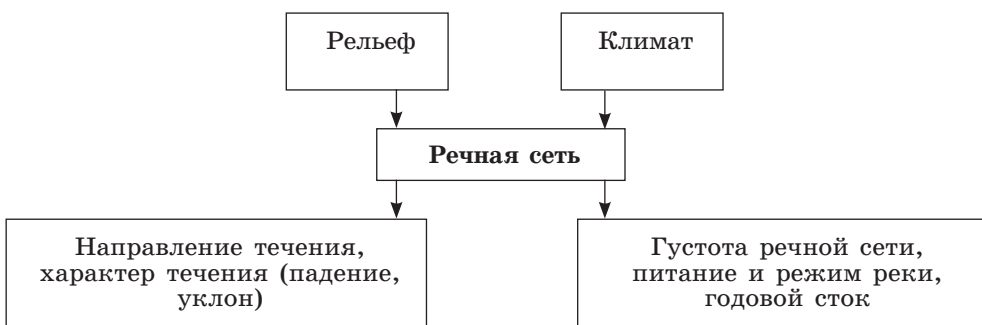 Рельеф
Климат
Речная сеть
Направление течения,
характер течения (падение,
уклон)
Густота речной сети,
питание и режим реки,
годовой сток